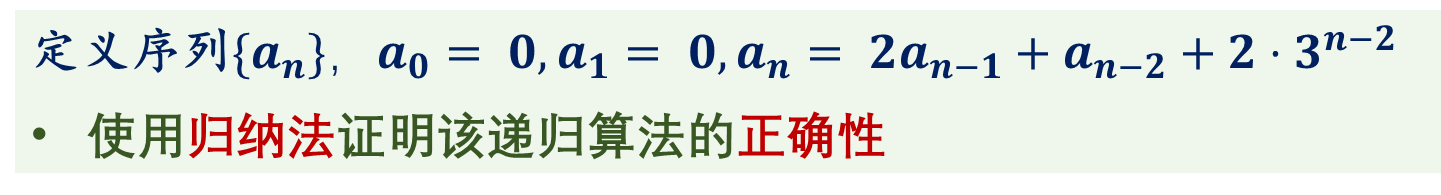 定义序列{aₙ}, a₀ = 0, a₁ = 0, aₙ = 2aₙ₋₁ + aₙ₋₂ + 2 · 3ⁿ⁻²
• 使用归纳法证明该递归算法的正确性